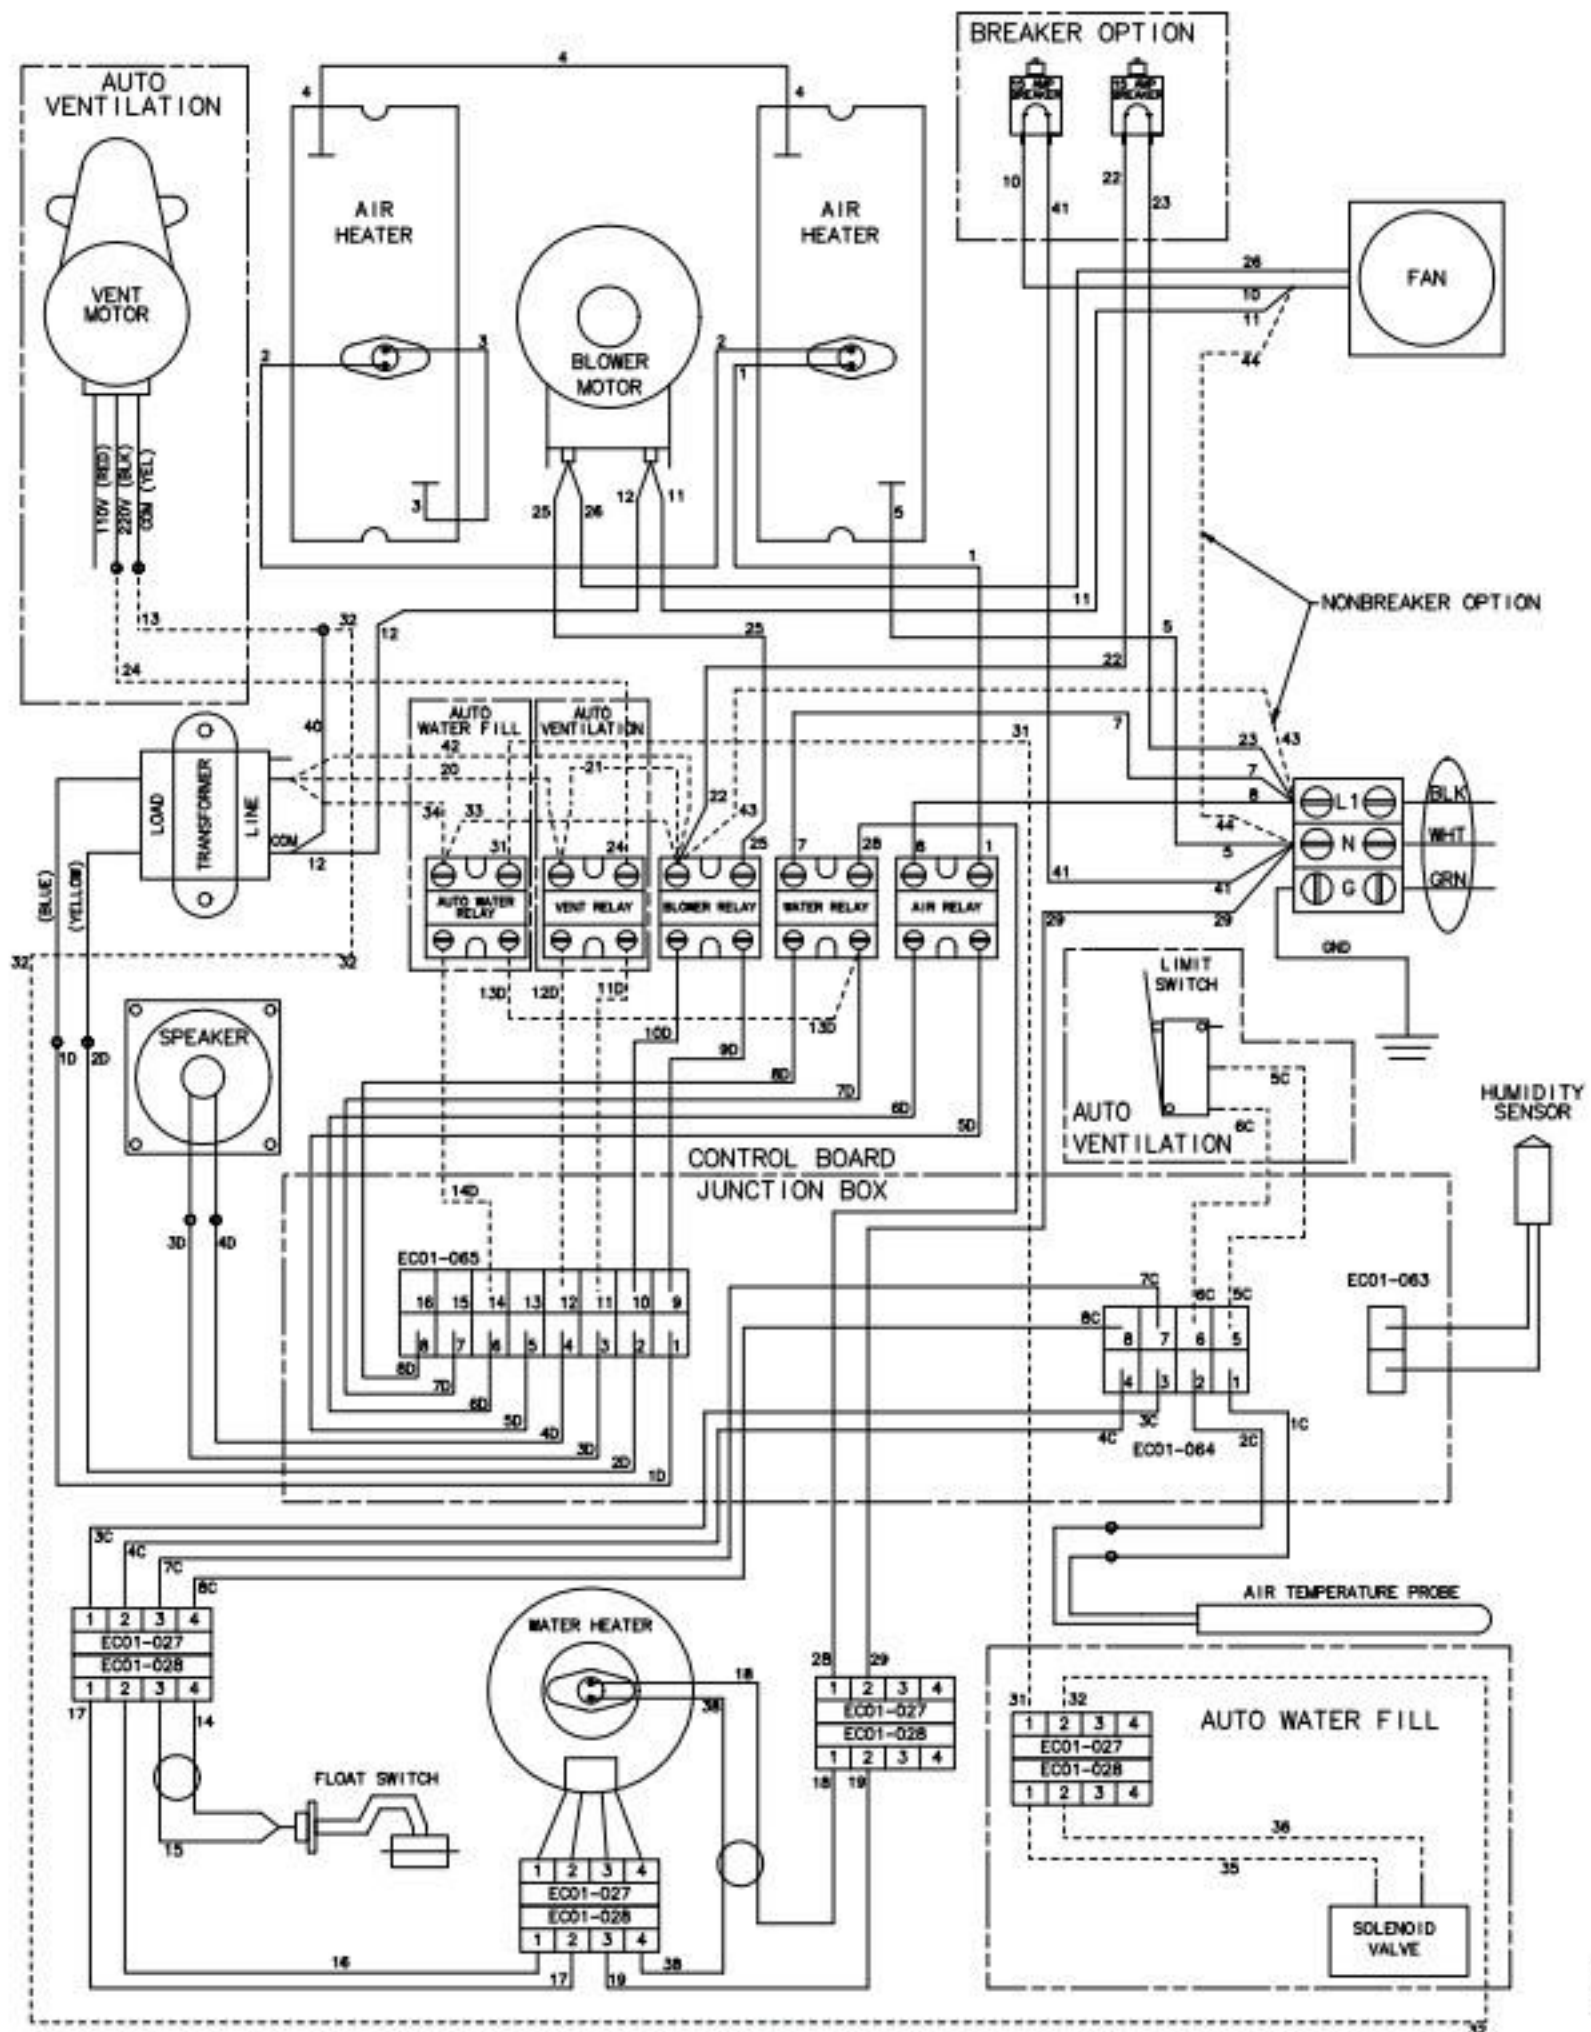 BREAKER OPTION
AUTO
VENTILATION
4
4
4
15 AMP
BREAKER
15 AMP
BREAKER
10
41
22
23
AIR
HEATER
AIR
HEATER
VENT
MOTOR
BLOWER
MOTOR
FAN
26
10
11
44
2
3
2
1
3
5
110V (RED)
220V (BLK)
COM (YEL)
25
26
12
11
1
11
NONBREAKER OPTION
13
32
12
25
5
22
24
40
AUTO
WATER FILL
AUTO
VENTILATION
42
20
21
31
7
23
43
7
8
22
43
LOAD
TRANSFORMER
LINE
COM
12
34
33
31
24
25
7
28
8
1
L1
N
G
BLK
WHT
GRN
44
5
41
41
29
29
GND
(BLUE)
(YELLOW)
AUTO WATER
RELAY
VENT RELAY
BLOWER RELAY
WATER RELAY
AIR RELAY
32
32
13D
12D
11D
10D
9D
8D
13D
7D
6D
5D
LIMIT
SWITCH
5C
6C
AUTO
VENTILATION
SPEAKER
1D
2D
3D
4D
HUMIDITY
SENSOR
CONTROL BOARD
JUNCTION BOX
14D
EC01-065
16 15 14 13 12 11 10 9
8 7 6 5 4 3 2 1
8D
7D
6D
5D
4D
3D
2D
1D
7C
8C
6C
5C
8 7 6 5
4 3 2 1
EC01-063
3C
4C
EC01-064
2C
1C
3C
4C
7C
8C
1 2 3 4
EC01-027
EC01-028
1 2 3 4
17
14
15
FLOAT SWITCH
WATER HEATER
18
38
1 2 3 4
EC01-027
EC01-028
1 2 3 4
16
17
19
38
28
29
1 2 3 4
EC01-027
EC01-028
1 2 3 4
18
19
AIR TEMPERATURE PROBE
31
32
AUTO WATER FILL
1 2 3 4
EC01-027
EC01-028
1 2 3 4
36
35
SOLENOID
VALVE
32